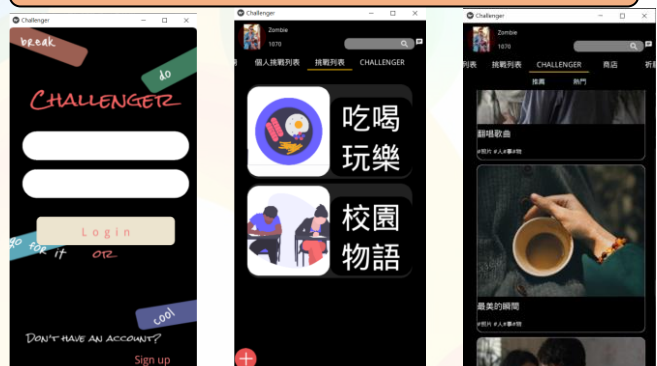 Challenger
break
do
CHALLENGER
Login
go for it
OR
cool
DON'T HAVE AN ACCOUNT?
Sign up
Challenger
Zombie
1870
個人挑戰列表 挑戰列表 CHALLENGER
吃喝
玩樂
校園
物語
+
Challenger
Zombie
1870
列表 挑戰列表 CHALLENGER 商店
推薦 熱門
翻唱歌曲
#照片 #人#事#物
最美的瞬間
#照片 #人#事#物